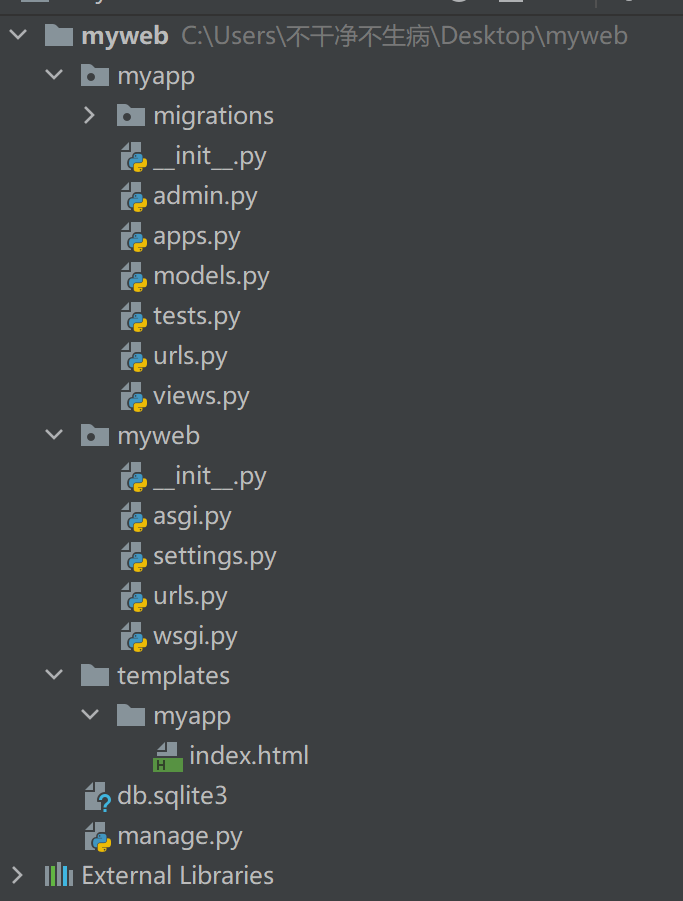 myweb C:\Users\不干净不生病\Desktop\myweb
myapp
migrations
__init__.py
admin.py
apps.py
models.py
tests.py
urls.py
views.py
myweb
__init__.py
asgi.py
settings.py
urls.py
wsgi.py
templates
myapp
index.html
db.sqlite3
manage.py
External Libraries